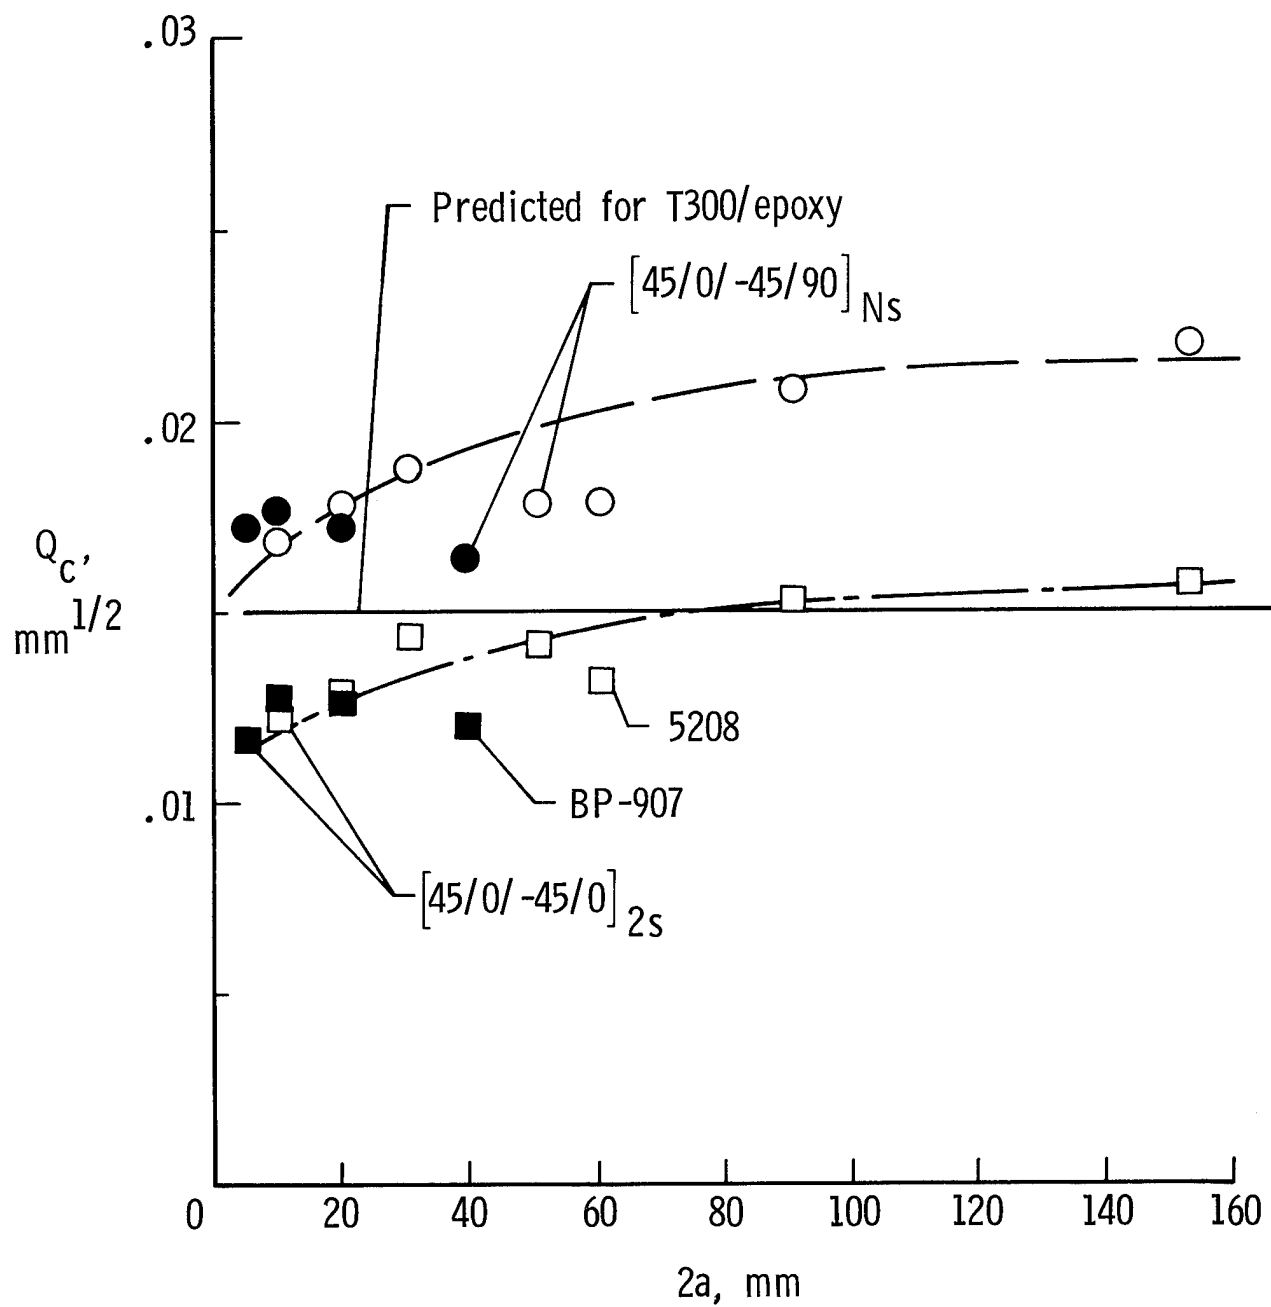 .03
Predicted for T300/epoxy
[45/0/-45/90]Ns
.02
Qc,
mm1/2
5208
BP-907
.01
[45/0/-45/0]2s
0 20 40 60 80 100 120 140 160
2a, mm